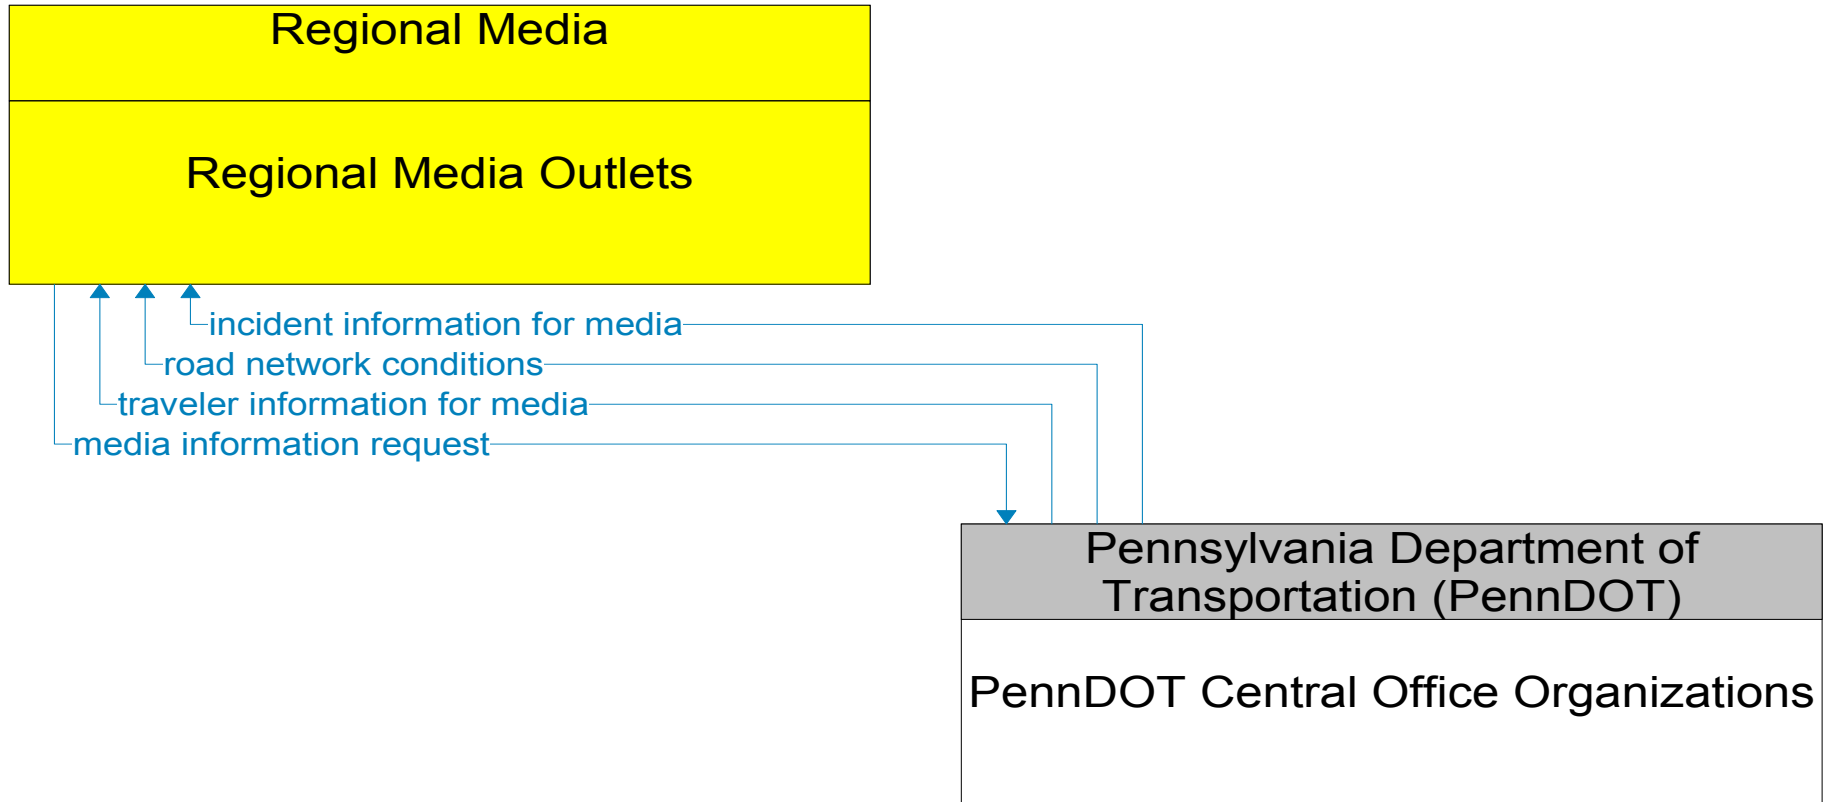 Regional Media
Regional Media Outlets
incident information for media
road network conditions
traveler information for media
media information request
Pennsylvania Department of
Transportation (PennDOT)
PennDOT Central Office Organizations